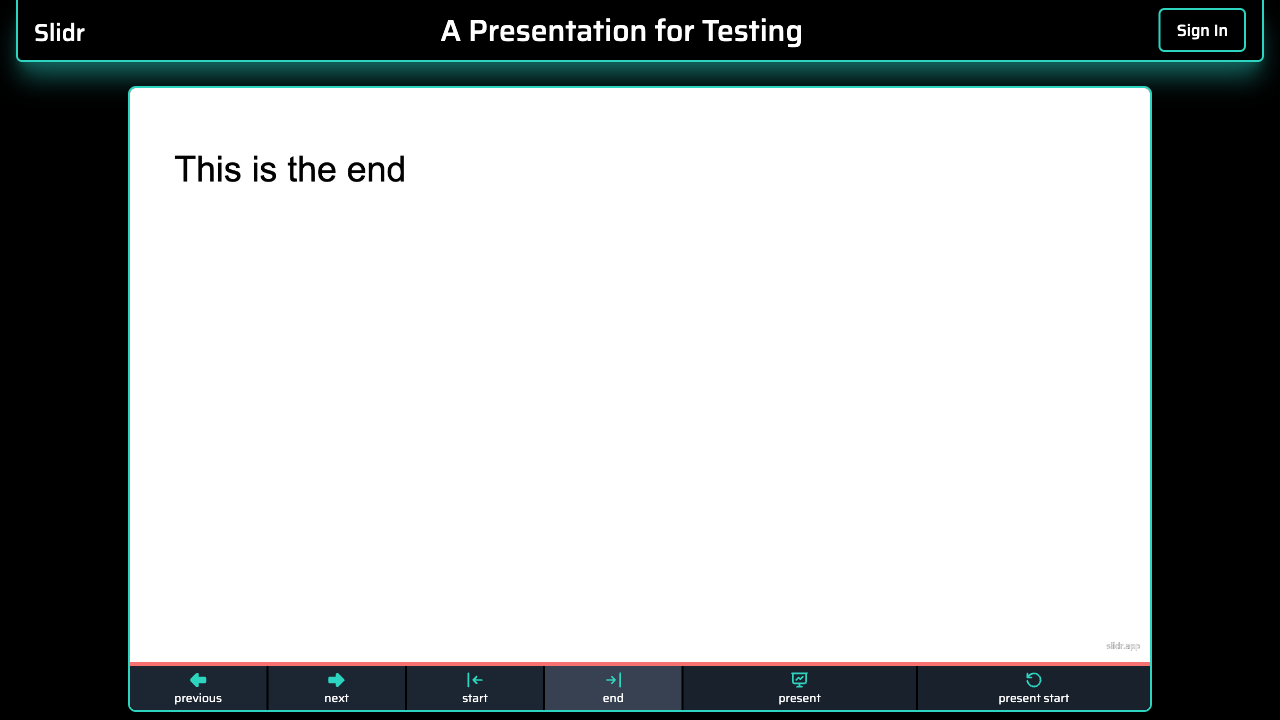 Slidr
A Presentation for Testing
Sign In
This is the end
slidr.app
previous
next
start
end
present
present start